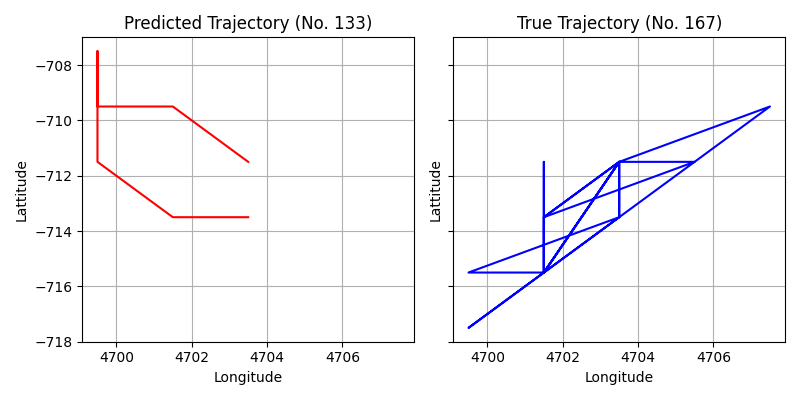 Predicted Trajectory (No. 133)
True Trajectory (No. 167)
−708
−710
−712
−714
−716
−718
Lattitude
Lattitude
4700 4702 4704 4706
4700 4702 4704 4706
Longitude
Longitude